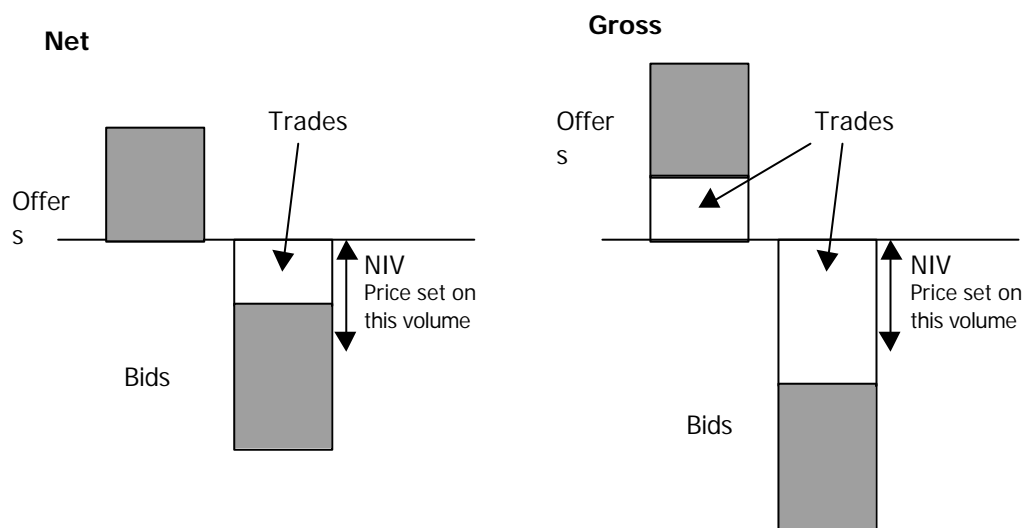 Net
Trades
Offer
s
NIV
Price set on
this volume
Bids
Gross
Offer
s
Trades
NIV
Price set on
this volume
Bids